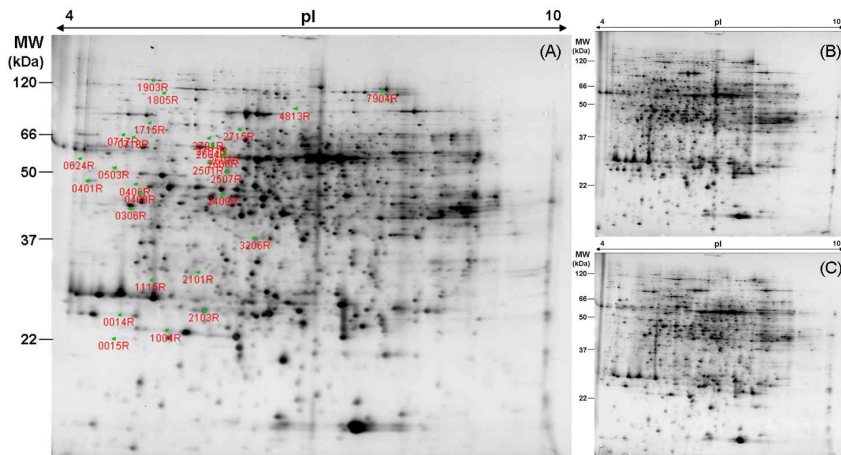 4 pI 10
MW
(kDa)
(A)
120
1903R
1805R
7904R
4813R
66
1715R
2715R
0718R
0624R
50
0503R
2501R
0401R
2507R
0406R
0306R
37
3206R
2101R
1115R
0014R
2103R
22
0015R
1004R
4 pI 10
MW
(kDa)
(B)
120
66
37
22
4 pI 10
MW
(kDa)
(C)
120
66
50
37
22